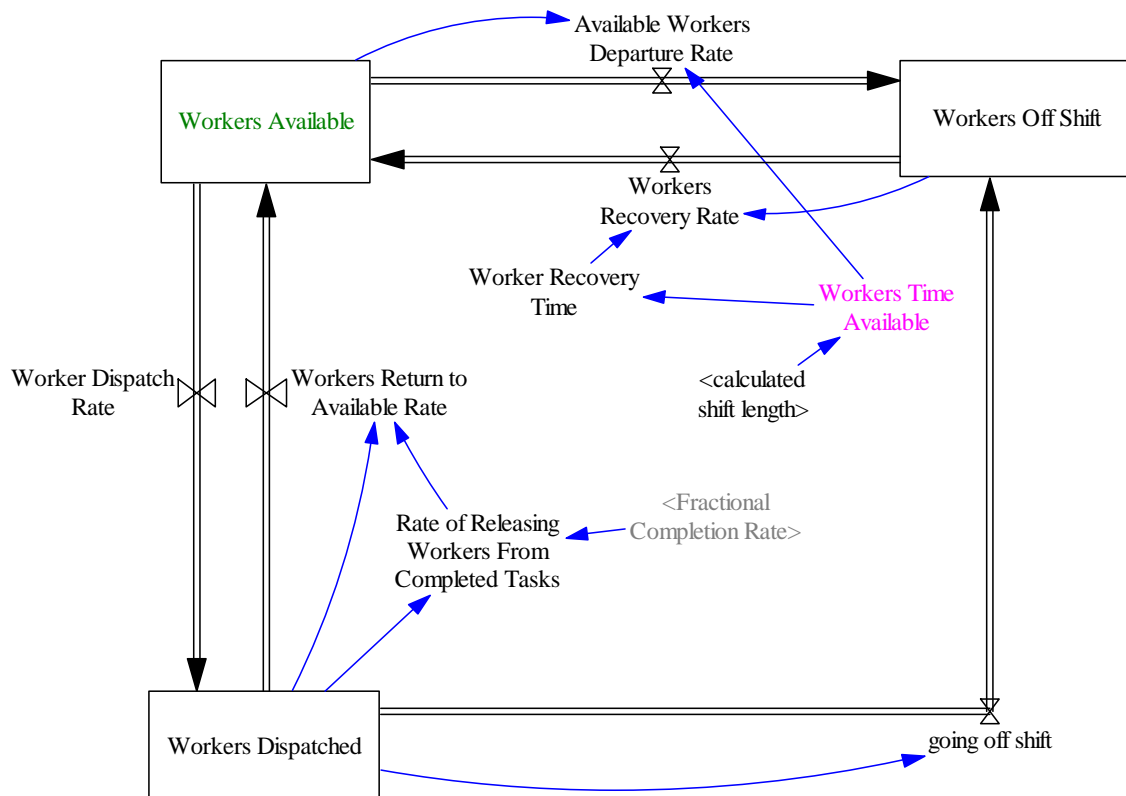 Available Workers
Departure Rate
Workers Available
Workers Off Shift
Workers
Recovery Rate
Worker Recovery
Time
Workers Time
Available
<calculated
shift length>
Worker Dispatch
Rate
Workers Return to
Available Rate
Rate of Releasing
Workers From
Completed Tasks
<Fractional
Completion Rate>
Workers Dispatched
going off shift